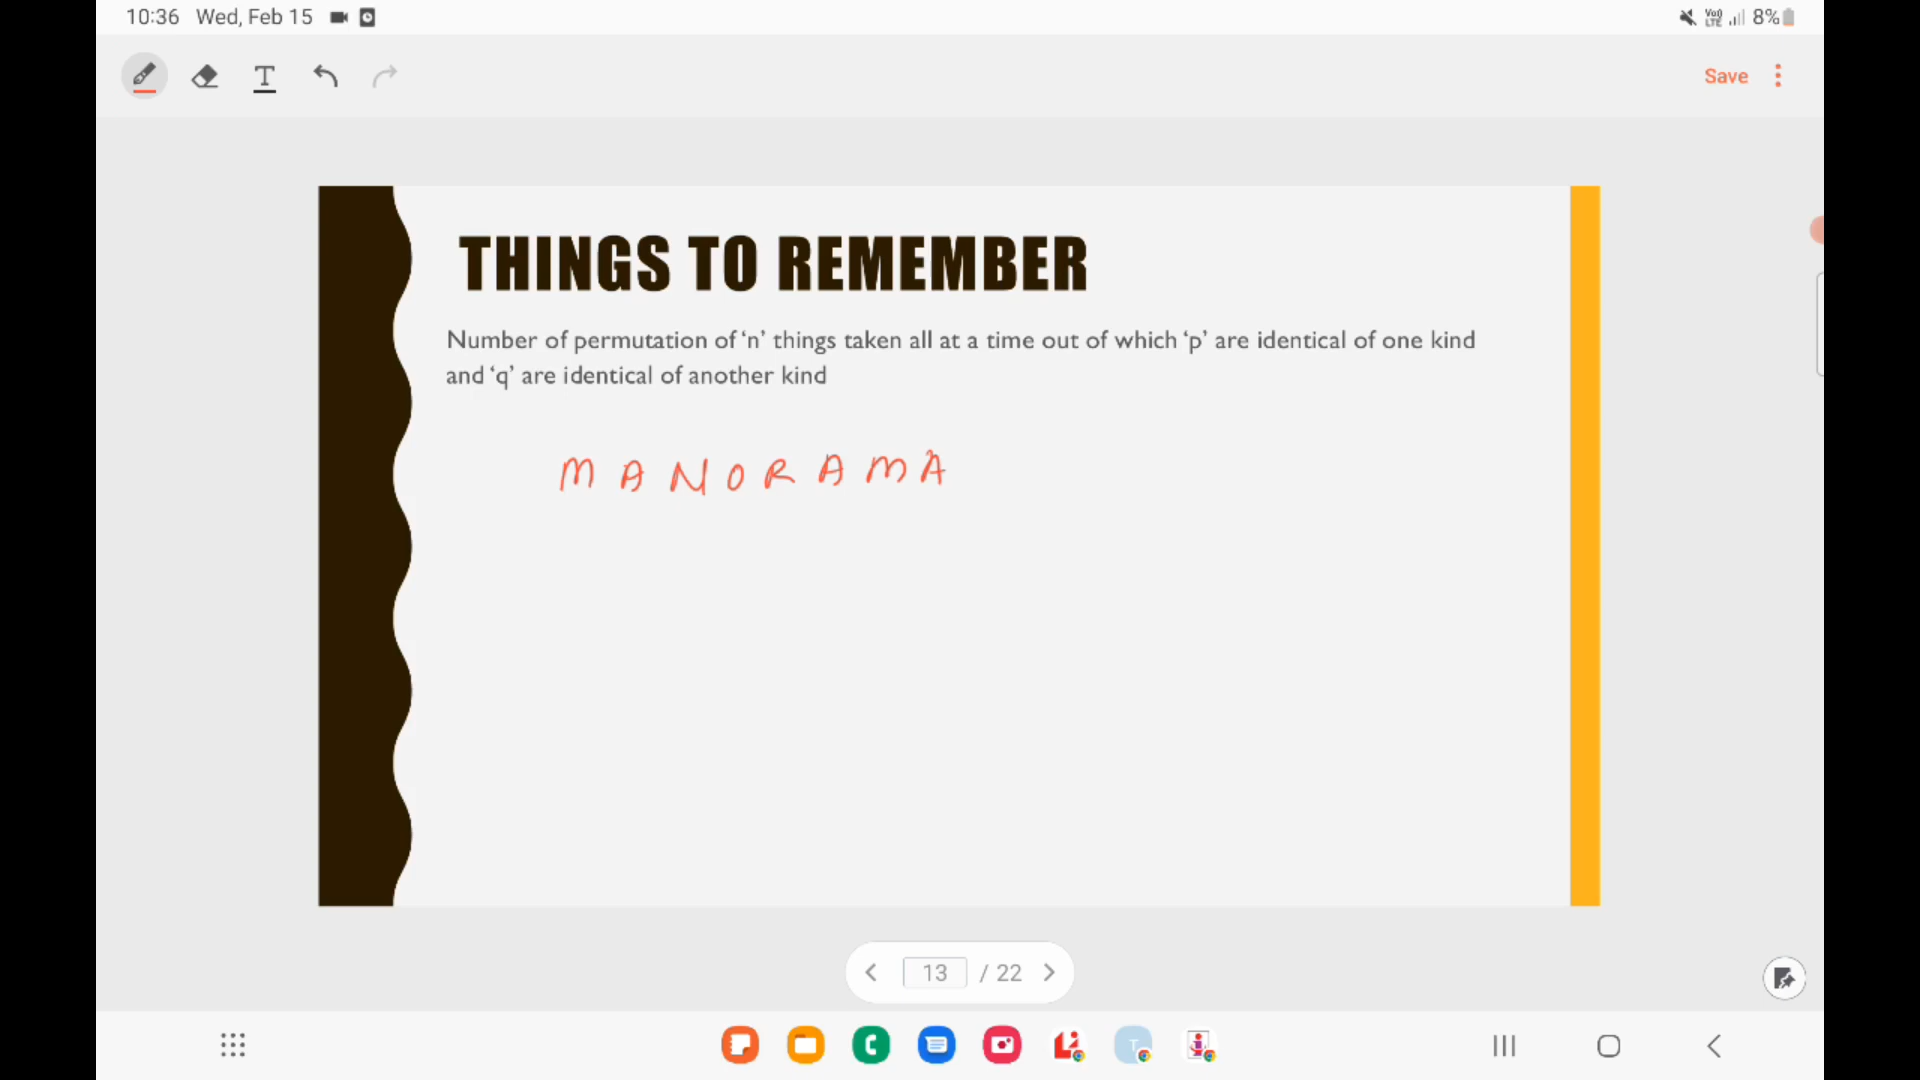 10:36 Wed, Feb 15 8%
Save
THINGS TO REMEMBER
Number of permutation of ‘n’ things taken all at a time out of which ‘p’ are identical of one kind
and ‘q’ are identical of another kind
M A N O R A M A
13 / 22